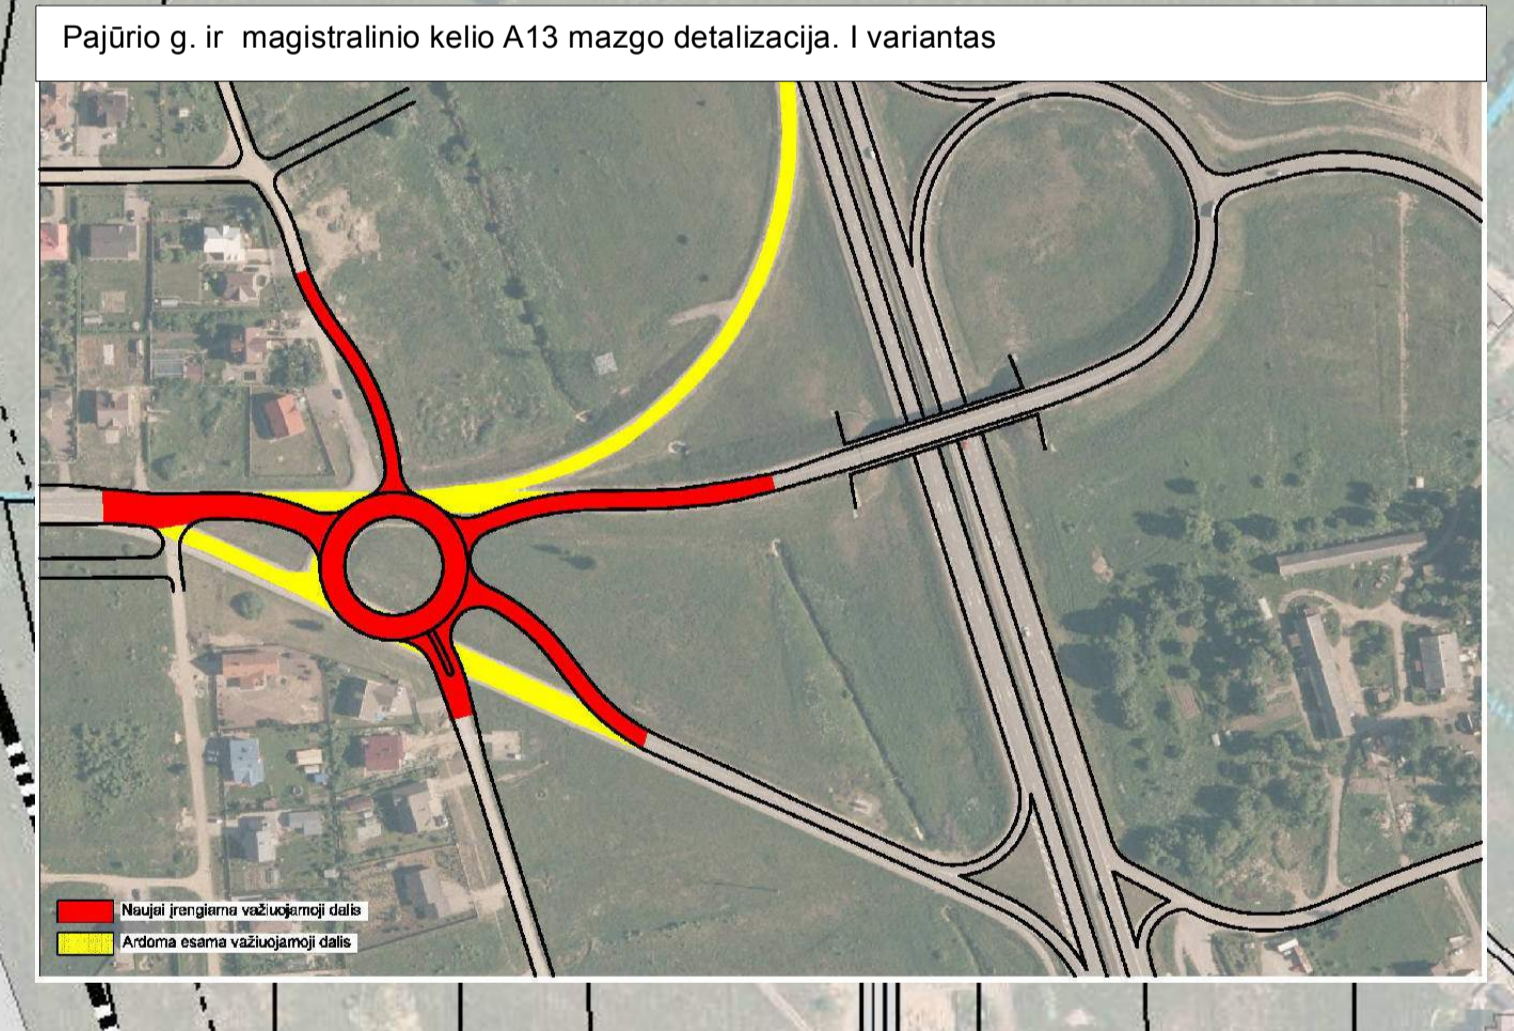 Pajūrio g. ir  magistralinio kelio A13 mazgo detalizacija. I variantas
Naujai įrengiama važiuojamoji dalis
Ardoma esama važiuojamoji dalis